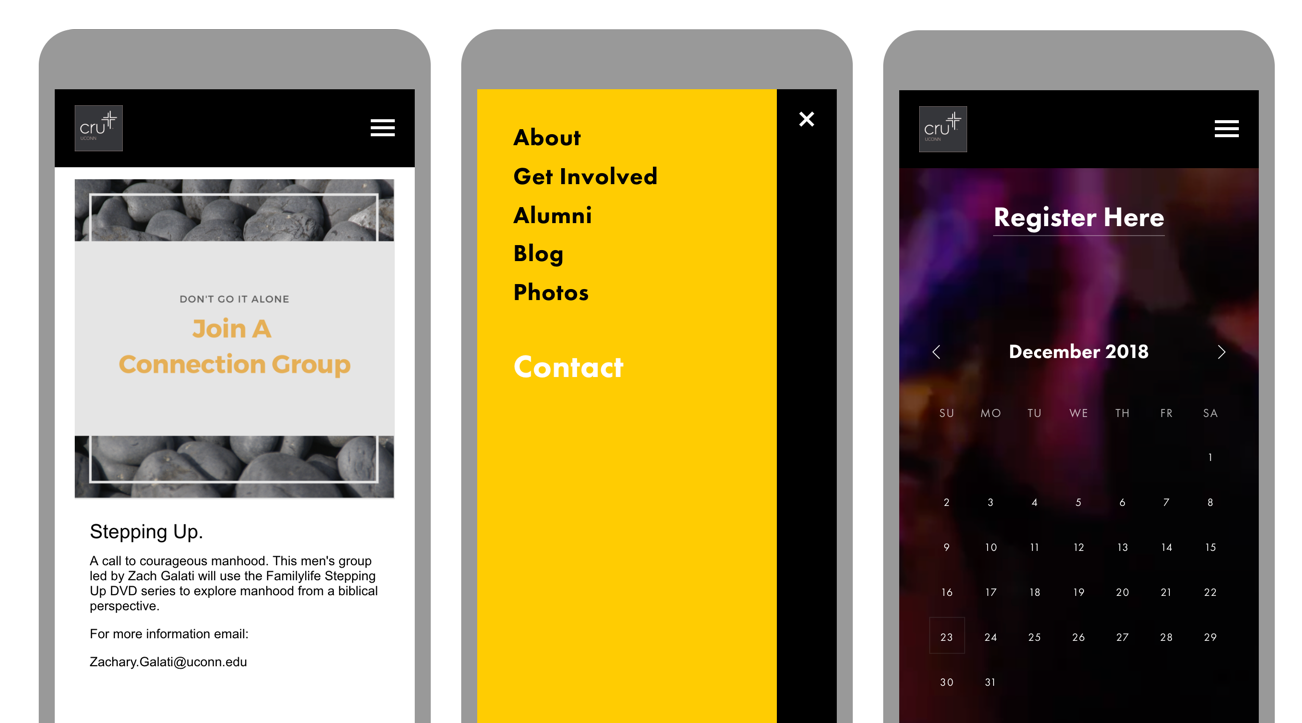 cru
UCONN
DON'T GO IT ALONE
Join A
Connection Group
Stepping Up.
A call to courageous manhood. This men's group
led by Zach Galati will use the Familylife Stepping
Up DVD series to explore manhood from a biblical
perspective.
For more information email:
Zachary.Galati@uconn.edu
About
Get Involved
Alumni
Blog
Photos
Contact
cru
UCONN
Register Here
December 2018
SU MO TU WE TH FR SA
1
2 3 4 5 6 7 8
9 10 11 12 13 14 15
16 17 18 19 20 21 22
23 24 25 26 27 28 29
30 31